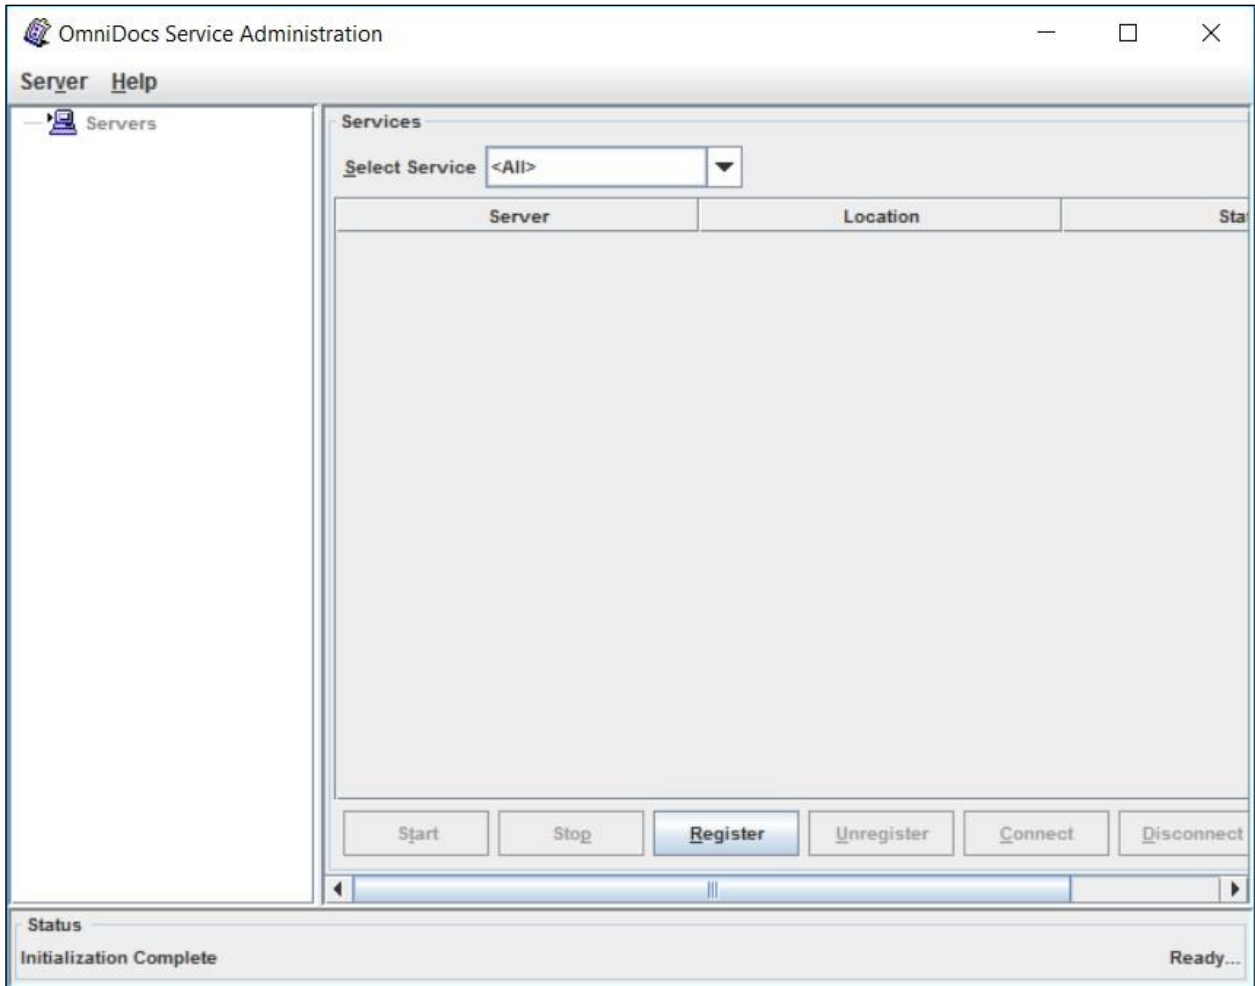 OmniDocs Service Administration
Server Help
Servers
Services
Select Service <All>
Server Location Sta
Start Stop Register Unregister Connect Disconnect
Status
Initialization Complete Ready...